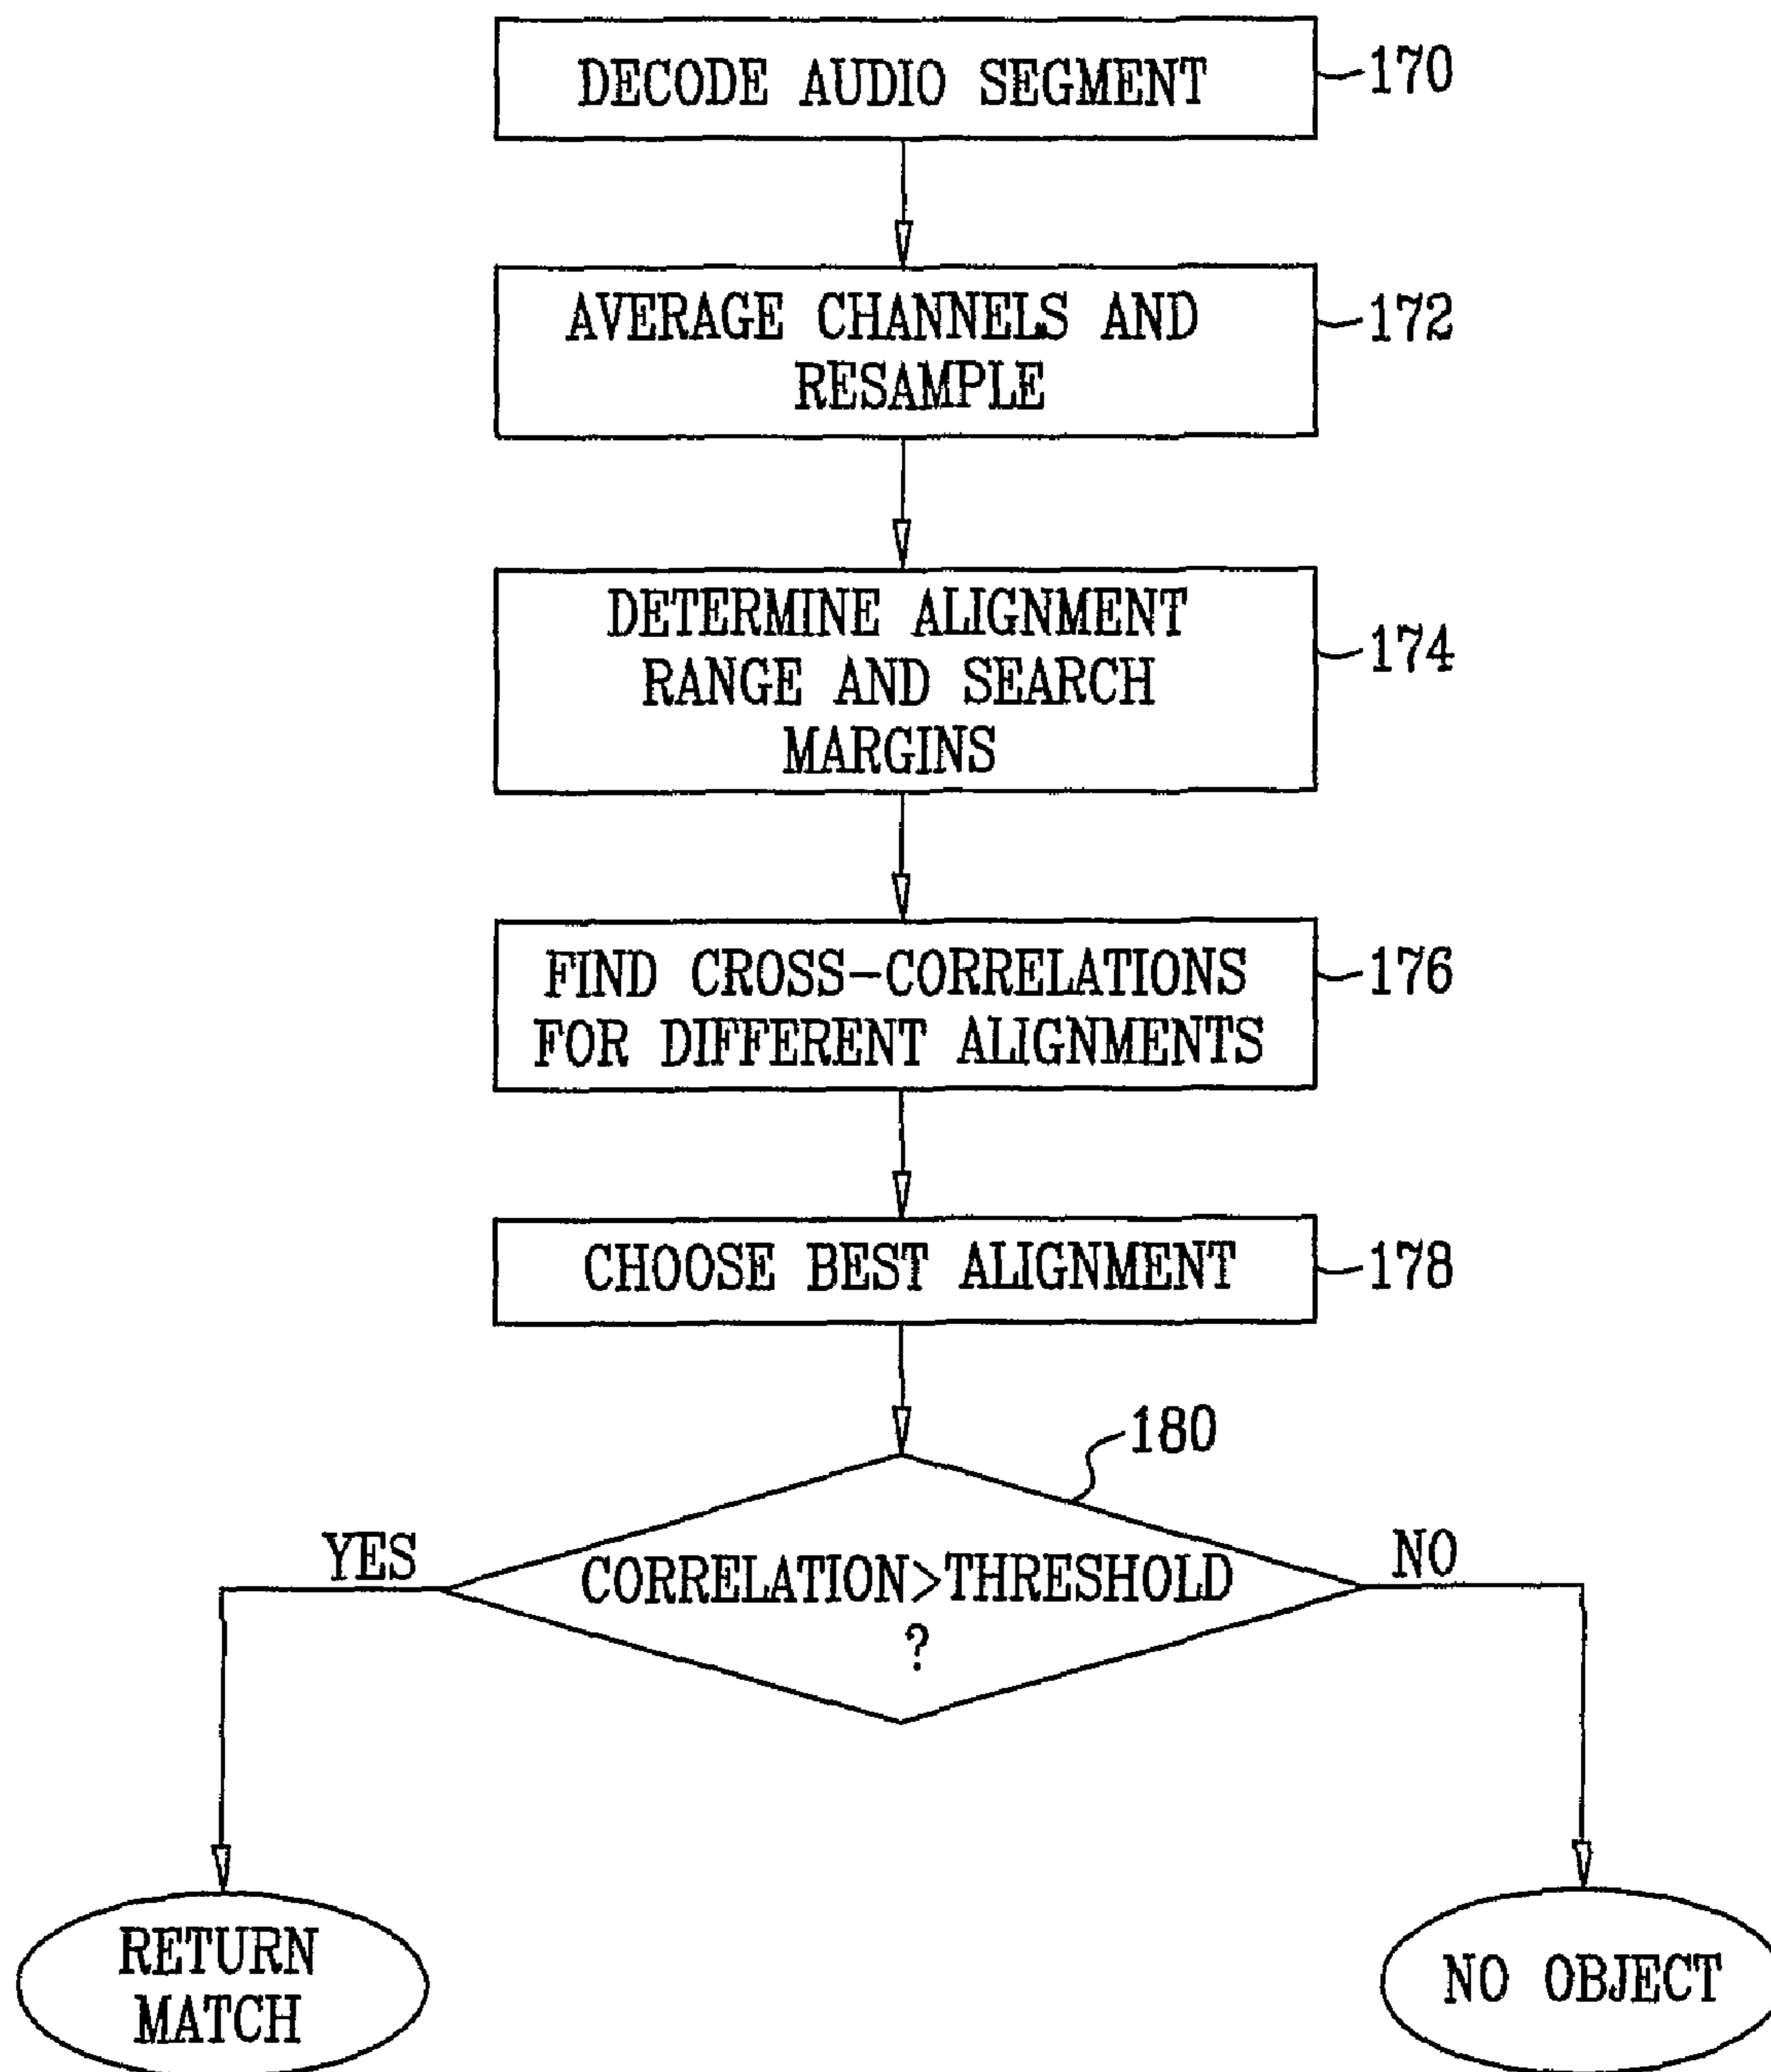 DECODE AUDIO SEGMENT
170
AVERAGE CHANNELS AND
RESAMPLE
172
DETERMINE ALIGNMENT
RANGE AND SEARCH
MARGINS
174
FIND CROSS-CORRELATIONS
FOR DIFFERENT ALIGNMENTS
176
CHOOSE BEST ALIGNMENT
178
180
YES
CORRELATION>THRESHOLD
?
NO
RETURN
MATCH
NO OBJECT